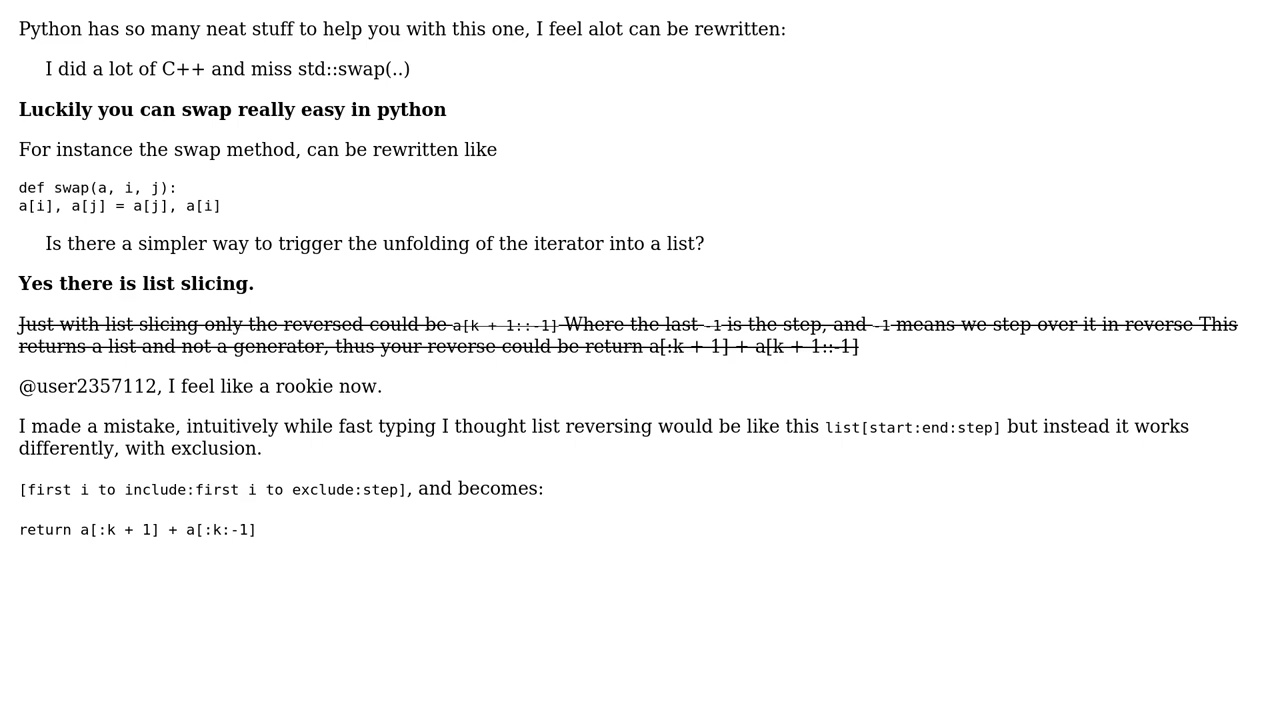 Python has so many neat stuff to help you with this one, I feel alot can be rewritten:
I did a lot of C++ and miss std::swap(..)
Luckily you can swap really easy in python
For instance the swap method, can be rewritten like
def swap(a, i, j):
a[i], a[j] = a[j], a[i]
Is there a simpler way to trigger the unfolding of the iterator into a list?
Yes there is list slicing.
Just with list slicing only the reversed could be a[k + 1::-1] Where the last -1 is the step, and -1 means we step over it in reverse This
returns a list and not a generator, thus your reverse could be return a[:k + 1] + a[k + 1::-1]
@user2357112, I feel like a rookie now.
I made a mistake, intuitively while fast typing I thought list reversing would be like this list[start:end:step] but instead it works
differently, with exclusion.
[first i to include:first i to exclude:step], and becomes:
return a[:k + 1] + a[:k:-1]